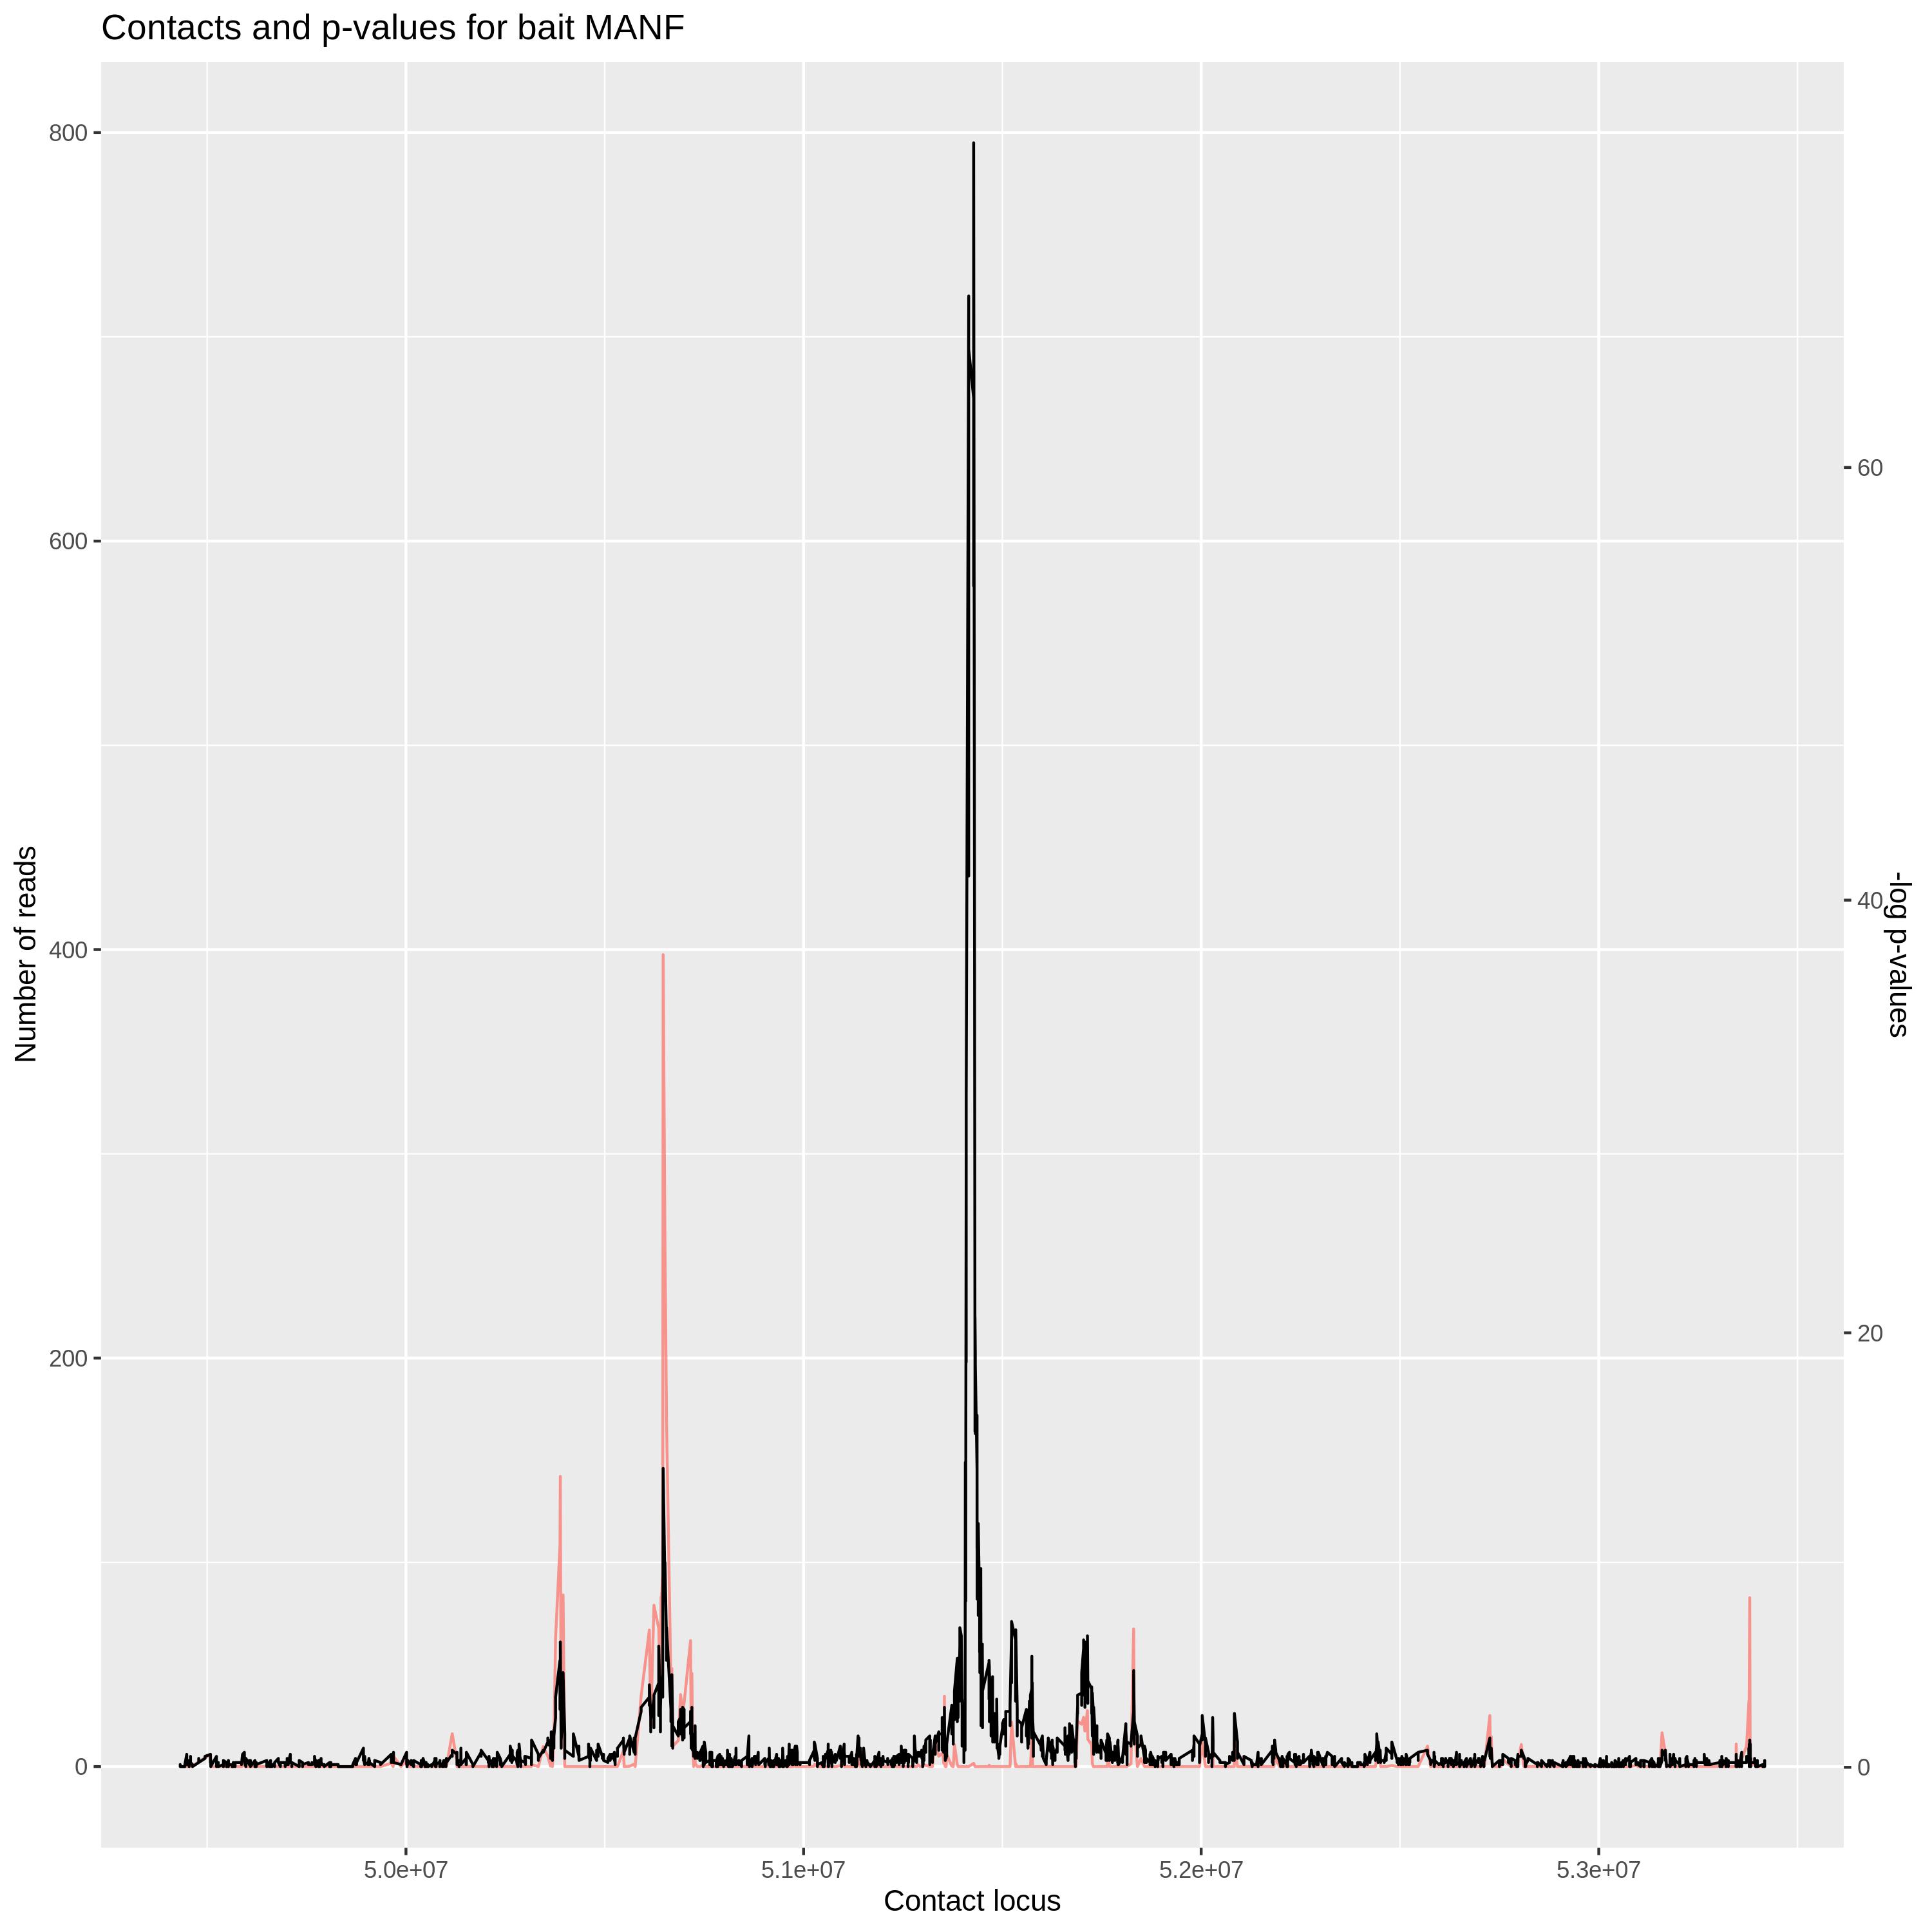 Contacts and p-values for bait MANF
800
600
400
200
0
Number of reads
60
40
20
0
-log p-values
5.0e+07 5.1e+07 5.2e+07 5.3e+07
Contact locus